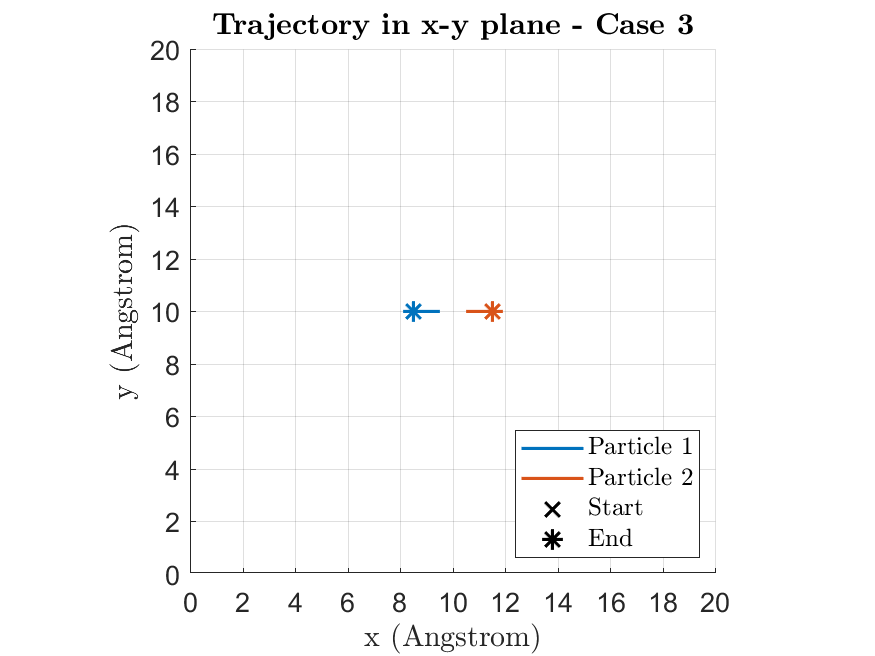 Trajectory in x-y plane - Case 3
20
18
16
14
12
10
8
6
4
2
0
y (Angstrom)
Particle 1
Particle 2
Start
End
0 2 4 6 8 10 12 14 16 18 20
x (Angstrom)